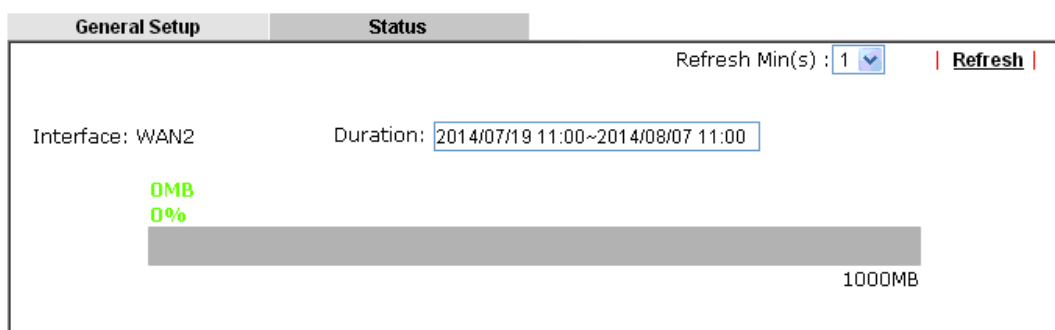 General Setup Status
Refresh Min(s) : 1 | Refresh |
Interface: WAN2 Duration: 2014/07/19 11:00~2014/08/07 11:00
0MB
0%
1000MB